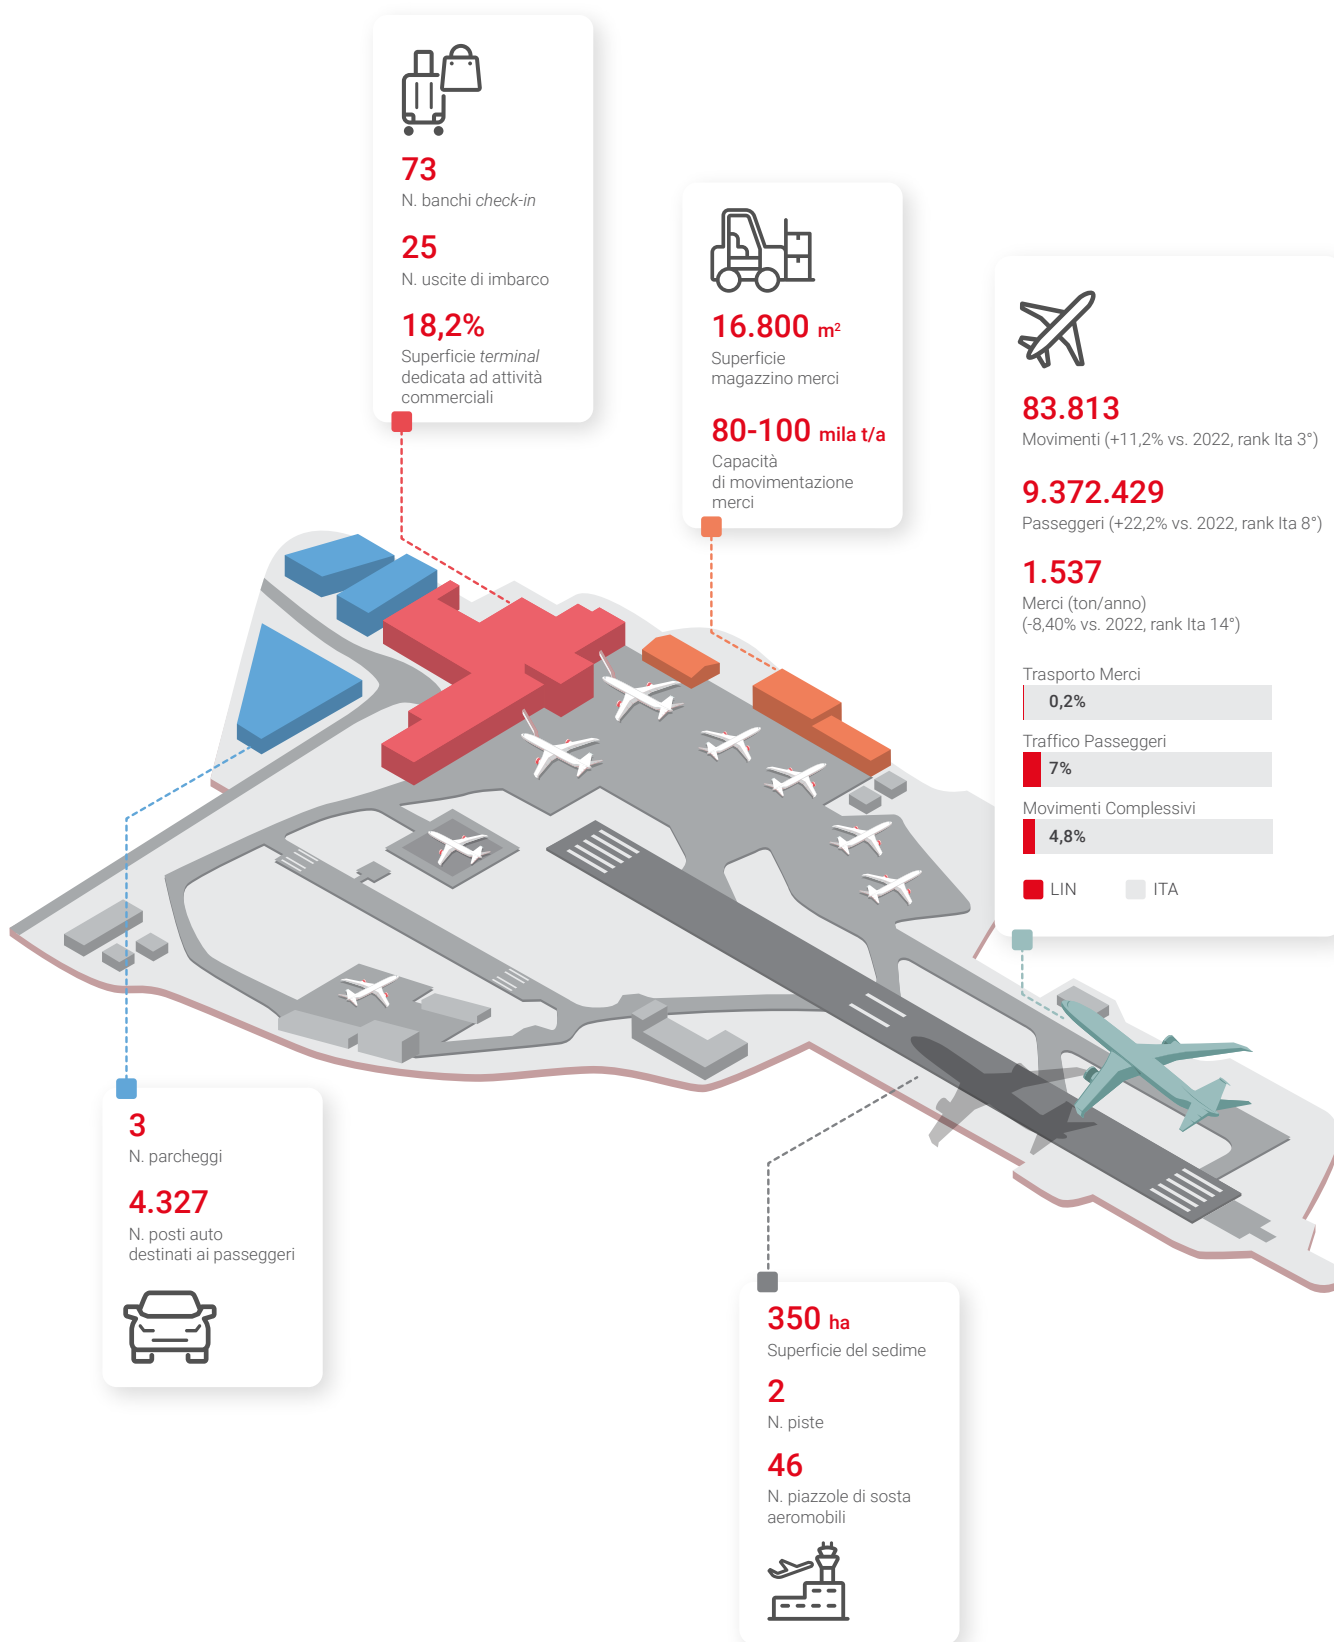 73
N. banchi check-in
25
N. uscite di imbarco
18,2%
Superficie terminal
dedicata ad attività
commerciali
16.800 m²
Superficie
magazzino merci
80-100 mila t/a
Capacità
di movimentazione
merci
83.813
Movimenti (+11,2% vs. 2022, rank Ita 3°)
9.372.429
Passeggeri (+22,2% vs. 2022, rank Ita 8°)
1.537
Merci (ton/anno)
(-8,40% vs. 2022, rank Ita 14°)
Trasporto Merci
0,2%
Traffico Passeggeri
7%
Movimenti Complessivi
4,8%
LIN
ITA
3
N. parcheggi
4.327
N. posti auto
destinati ai passeggeri
350 ha
Superficie del sedime
2
N. piste
46
N. piazzole di sosta
aeromobili